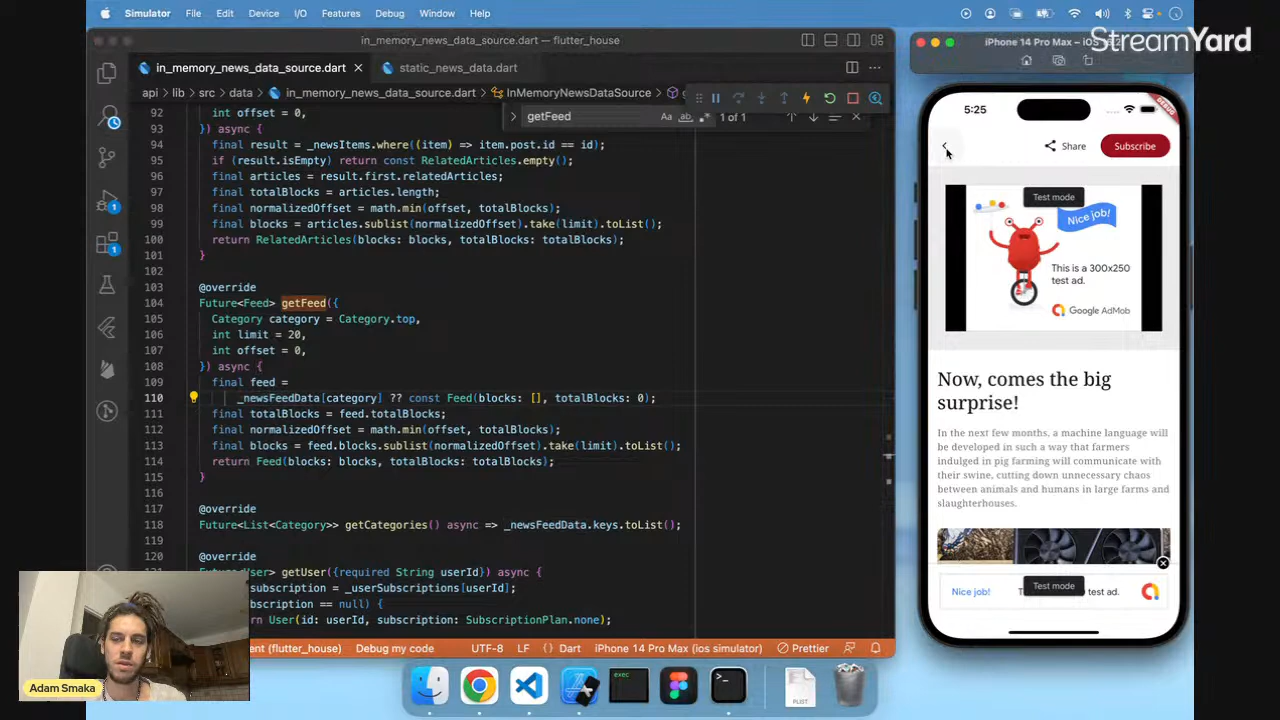 Simulator File Edit Device I/O Features Debug Window Help
in_memory_news_data_source.dart — flutter_house
iPhone 14 Pro Max – iOS
StreamYard
in_memory_news_data_source.dart
static_news_data.dart
api > lib > src > data > in_memory_news_data_source.dart > InMemoryNewsDataSource >
getFeed
Aa ab 1 of 1
92 int offset = 0,
93 }) async {
94 final result = _newsItems.where((item) => item.post.id == id);
95 if (result.isEmpty) return const RelatedArticles.empty();
96 final articles = result.first.relatedArticles;
97 final totalBlocks = articles.length;
98 final normalizedOffset = math.min(offset, totalBlocks);
99 final blocks = articles.sublist(normalizedOffset).take(limit).toList();
100 return RelatedArticles(blocks: blocks, totalBlocks: totalBlocks);
101 }
102
103 @override
104 Future<Feed> getFeed({
105 Category category = Category.top,
106 int limit = 20,
107 int offset = 0,
108 }) async {
109 final feed =
110 _newsFeedData[category] ?? const Feed(blocks: [], totalBlocks: 0);
111 final totalBlocks = feed.totalBlocks;
112 final normalizedOffset = math.min(offset, totalBlocks);
113 final blocks = feed.blocks.sublist(normalizedOffset).take(limit).toList();
114 return Feed(blocks: blocks, totalBlocks: totalBlocks);
115 }
116
117 @override
118 Future<List<Category>> getCategories() async => _newsFeedData.keys.toList();
119
120 @override
getUser({required String userId}) async {
subscription = _userSubscriptions[userId];
bscription == null) {
rn User(id: userId, subscription: SubscriptionPlan.none);
(flutter_house) Debug my code UTF-8 LF {} Dart iPhone 14 Pro Max (ios simulator) Prettier
1
1
5:25
DEBUG
Share
Subscribe
Test mode
Nice job!
This is a 300x250
test ad.
Google AdMob
Now, comes the big
surprise!
In the next few months, a machine language will
be developed in such a way that farmers
indulged in pig farming will communicate with
their swine, cutting down unnecessary chaos
between animals and humans in large farms and
slaughterhouses.
Nice job!
Test mode
test ad.
Adam Smaka
exec
PLIST